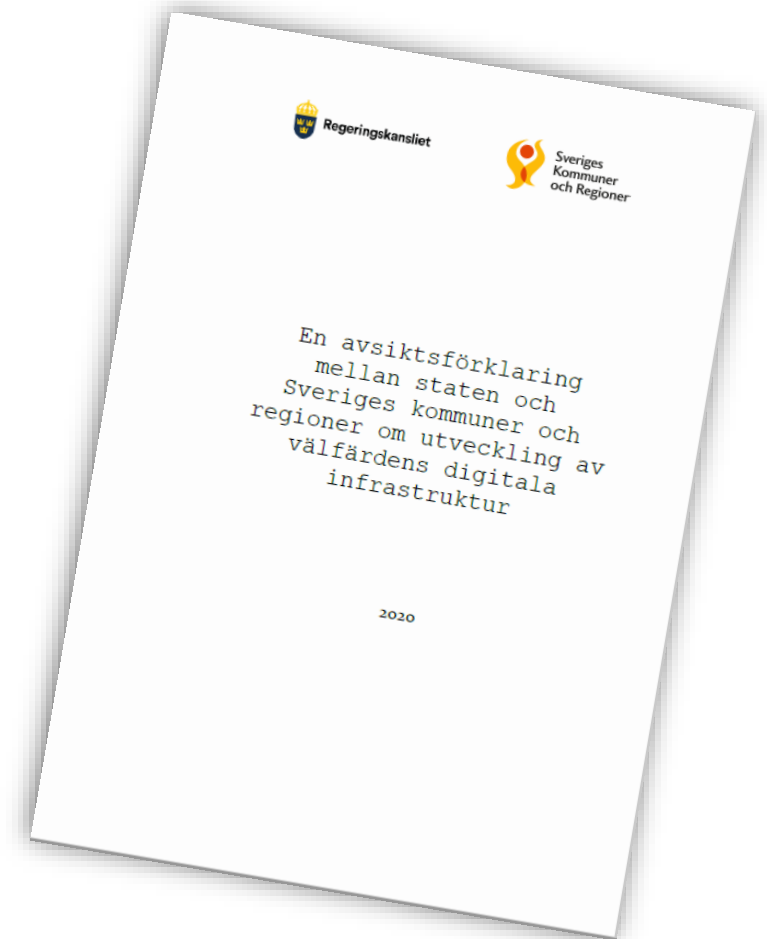 Regeringskansliet
Sveriges
Kommuner
och Regioner
En avsiktsförklaring
mellan staten och
Sveriges kommuner och
regioner om utveckling av
välfärdens digitala
infrastruktur
2020